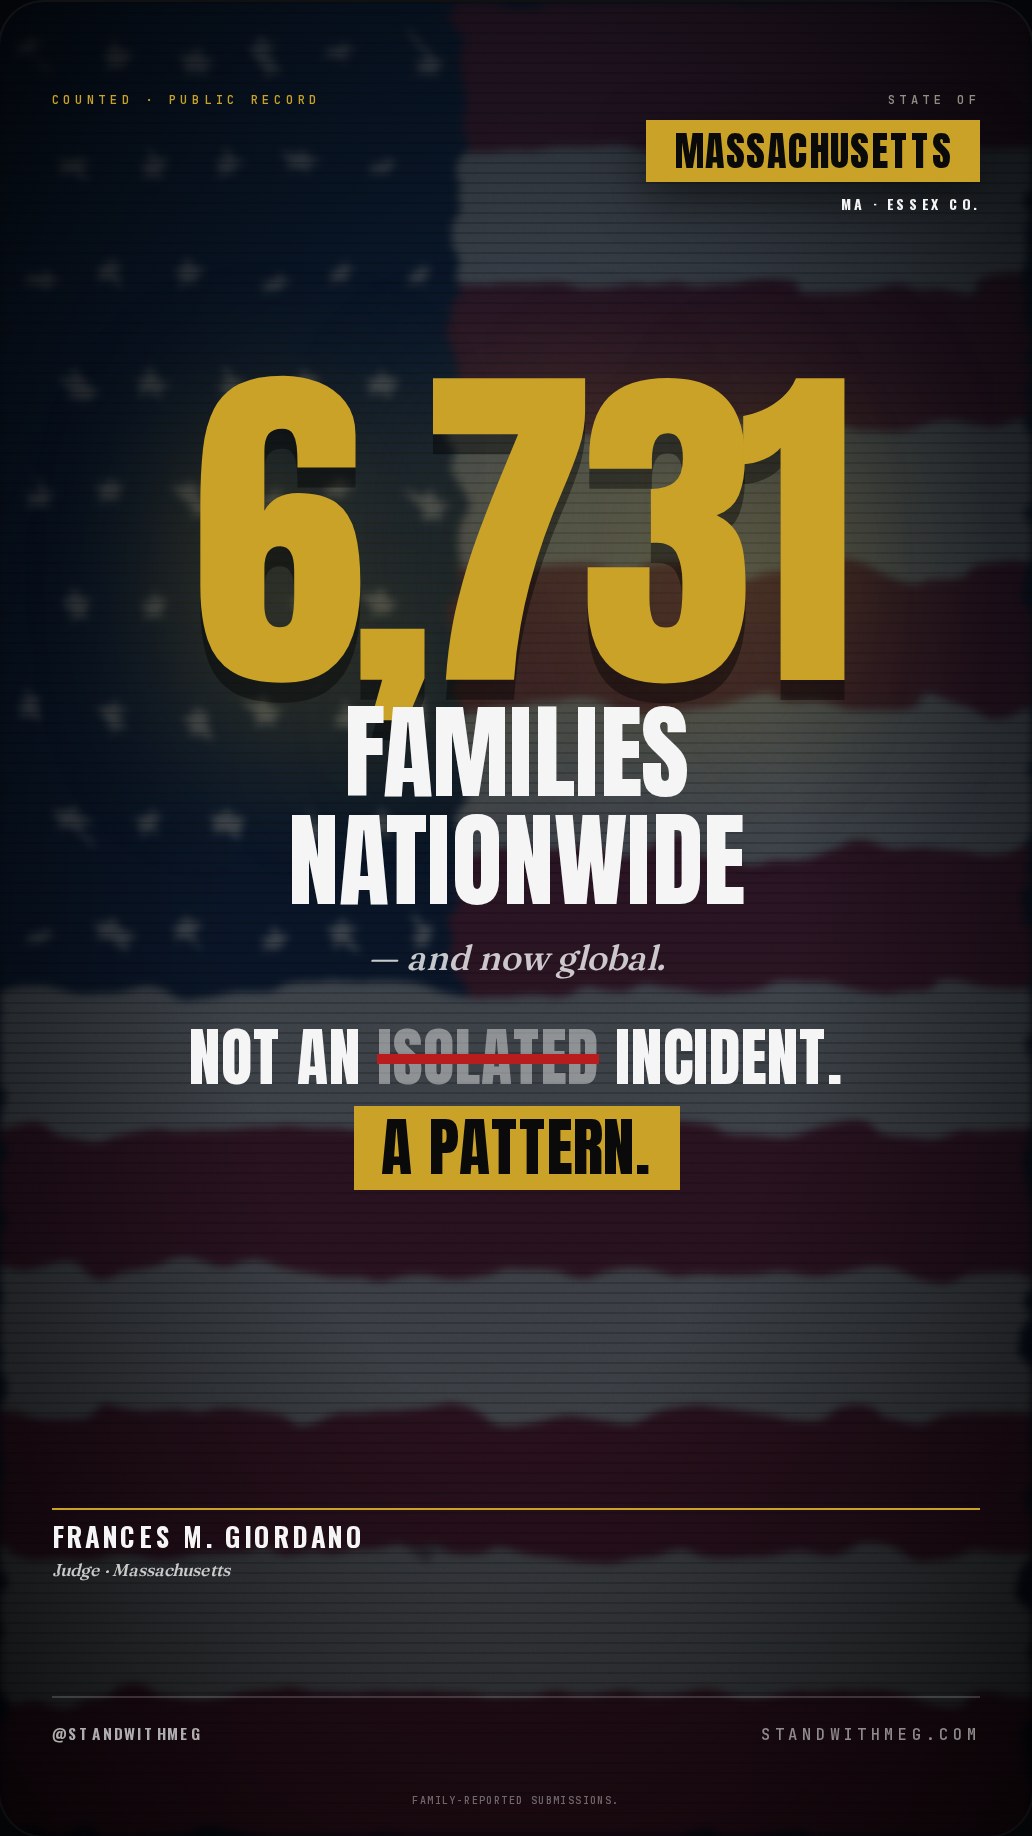 COUNTED · PUBLIC RECORD
STATE OF
MASSACHUSETTS
MA · ESSEX CO.
6,731
FAMILIES
NATIONWIDE
— and now global.
NOT AN ISOLATED INCIDENT.
A PATTERN.
FRANCES M. GIORDANO
Judge · Massachusetts
@STANDWITHMEG
STANDWITHMEG.COM
FAMILY-REPORTED SUBMISSIONS.